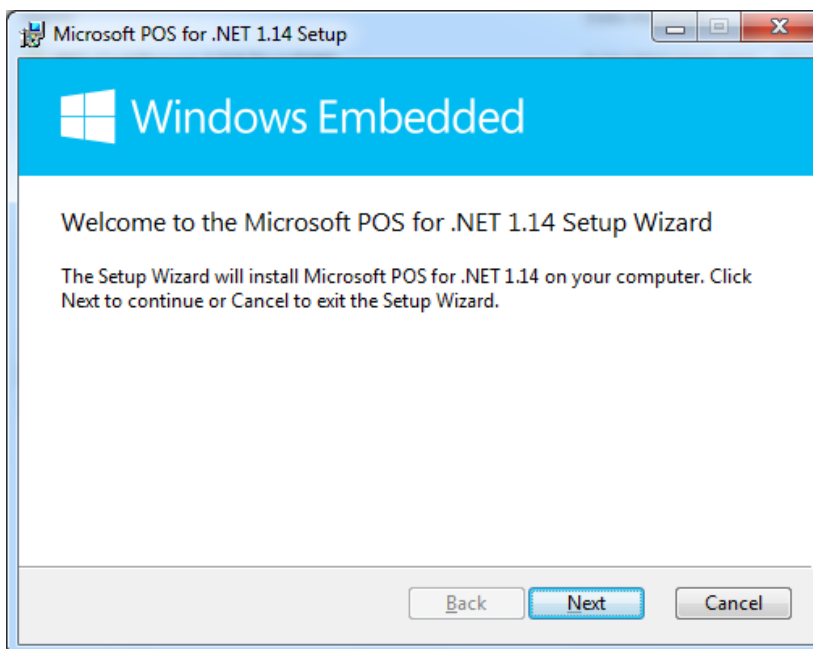 Microsoft POS for .NET 1.14 Setup
Windows Embedded
Welcome to the Microsoft POS for .NET 1.14 Setup Wizard
The Setup Wizard will install Microsoft POS for .NET 1.14 on your computer. Click
Next to continue or Cancel to exit the Setup Wizard.
Back
Next
Cancel